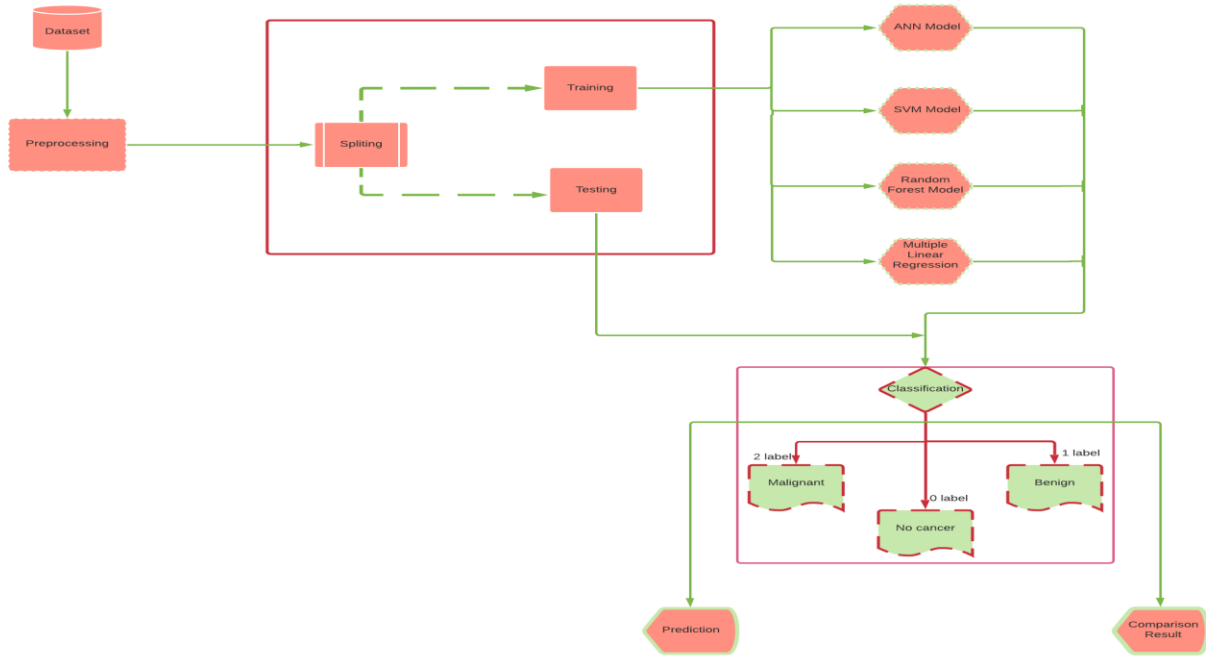 Dataset
Preprocessing
Spliting
Training
Testing
ANN Model
SVM Model
Random
Forest Model
Multiple
Linear
Regression
Classification
2 label
1 label
Malignant
Benign
0 label
No cancer
Prediction
Comparison
Result